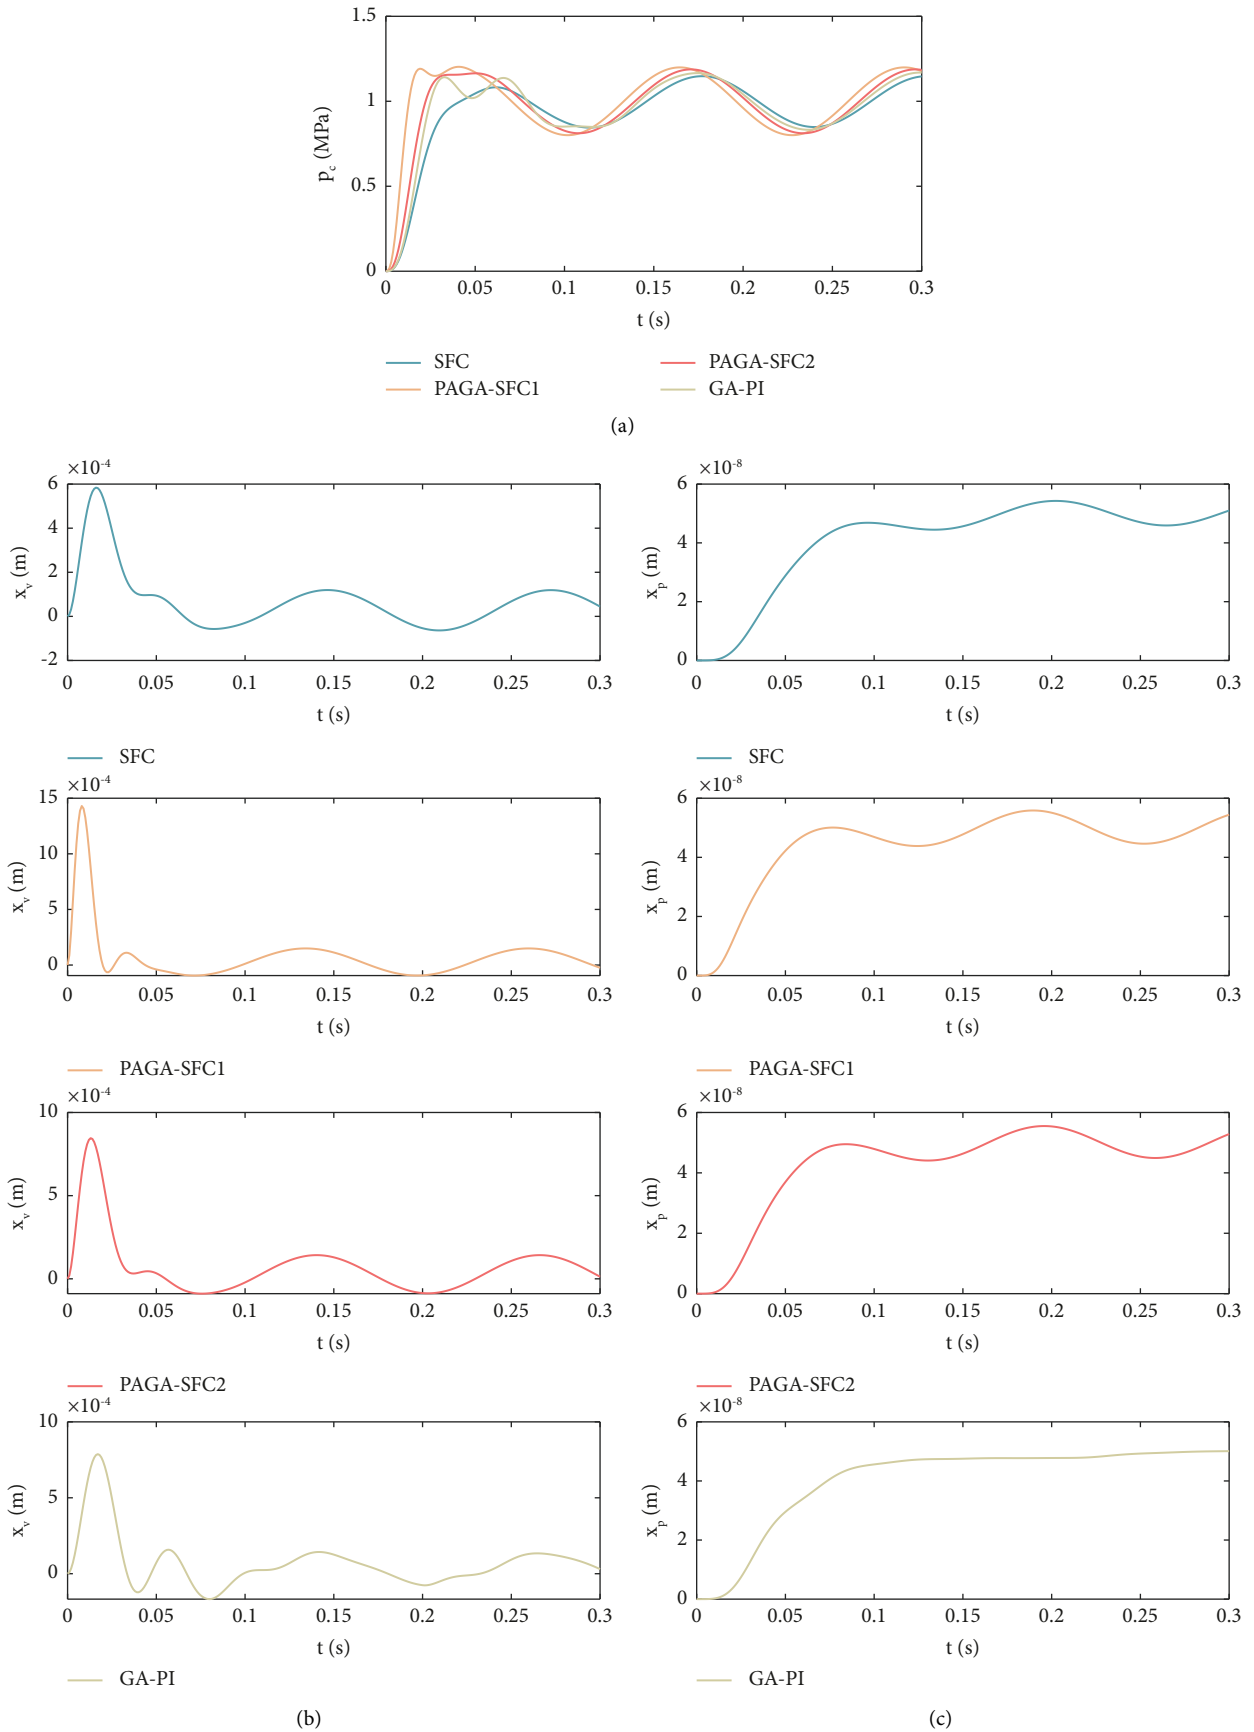 1.5
1
0.5
0
p_c (MPa)
0 0.05 0.1 0.15 0.2 0.25 0.3
t (s)
SFC PAGA-SFC2
PAGA-SFC1 GA-PI
(a)
×10^-4
6
4
2
0
-2
x_v (m)
0 0.05 0.1 0.15 0.2 0.25 0.3
t (s)
SFC
×10^-8
6
4
2
0
x_p (m)
0 0.05 0.1 0.15 0.2 0.25 0.3
t (s)
SFC
×10^-4
15
10
5
0
x_v (m)
0 0.05 0.1 0.15 0.2 0.25 0.3
t (s)
PAGA-SFC1
×10^-8
6
4
2
0
x_p (m)
0 0.05 0.1 0.15 0.2 0.25 0.3
t (s)
PAGA-SFC1
×10^-4
10
5
0
x_v (m)
0 0.05 0.1 0.15 0.2 0.25 0.3
t (s)
PAGA-SFC2
×10^-8
6
4
2
0
x_p (m)
0 0.05 0.1 0.15 0.2 0.25 0.3
t (s)
PAGA-SFC2
×10^-4
10
5
0
x_v (m)
0 0.05 0.1 0.15 0.2 0.25 0.3
t (s)
GA-PI
(b)
×10^-8
6
4
2
0
x_p (m)
0 0.05 0.1 0.15 0.2 0.25 0.3
t (s)
GA-PI
(c)